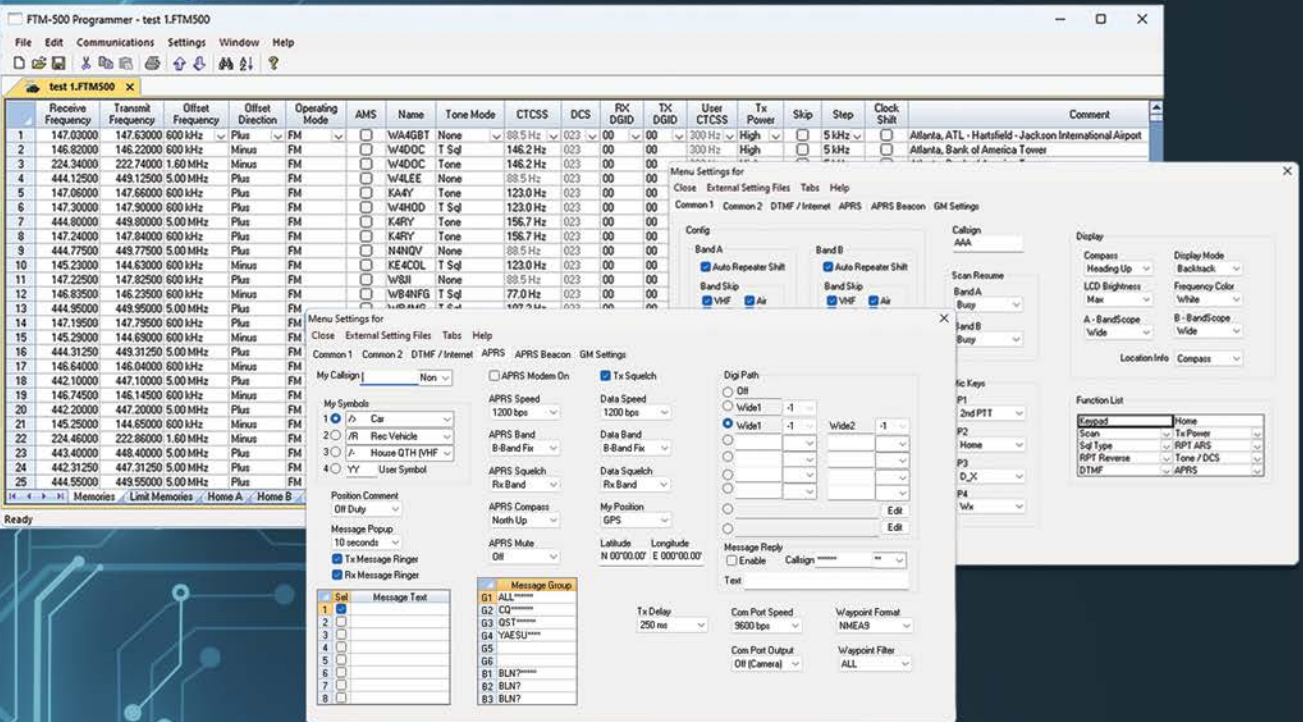 FTM-500 Programmer - test 1.FTM500
File Edit Communications Settings Window Help
test 1.FTM500 X
Receive Frequency Transmit Frequency Offset Frequency Offset Direction Operating Mode AMS Name Tone Mode CTCSS DCS RX DGID TX DGID User CTCSS Tx Power Skip Step Clock Shift Comment
1 147.03000 147.63000 600 kHz Plus FM WA4GBT None 88.5 Hz 023 00 00 300 Hz High 5 kHz Atlanta, ATL - Hartsfield - Jackson International Airport
2 146.82000 146.22000 600 kHz Minus FM W4DOC T Sql 146.2 Hz 023 00 00 300 Hz High 5 kHz Atlanta, Bank of America Tower
3 224.34000 222.74000 1.60 MHz Minus FM W4DOC Tone 146.2 Hz 023 00 00
4 444.12500 449.12500 5.00 MHz Plus FM W4LEE None 88.5 Hz 023 00 00
5 147.06000 147.66000 600 kHz Plus FM KA4Y Tone 123.0 Hz 023 00 00
6 147.30000 147.90000 600 kHz Plus FM W4HOD T Sql 123.0 Hz 023 00 00
7 444.80000 449.80000 5.00 MHz Plus FM K4RY Tone 156.7 Hz 023 00 00
8 147.24000 147.84000 600 kHz Plus FM K4RY Tone 156.7 Hz 023 00 00
9 444.77500 449.77500 5.00 MHz Plus FM N4NQV None 88.5 Hz 023 00 00
10 145.23000 144.63000 600 kHz Minus FM KE4COL T Sql 123.0 Hz 023 00 00
11 147.22500 147.82500 600 kHz Plus FM W8JI None 88.5 Hz 023 00 00
12 146.83500 146.23500 600 kHz Minus FM WB4NFG T Sql 77.0 Hz 023 00 00
13 444.95000 449.95000 5.00 MHz Plus FM
14 147.19500 147.79500 600 kHz Plus FM
15 145.29000 144.69000 600 kHz Minus FM
16 444.31250 449.31250 5.00 MHz Plus FM
17 146.64000 146.04000 600 kHz Minus FM
18 442.10000 447.10000 5.00 MHz Plus FM
19 146.74500 146.14500 600 kHz Minus FM
20 442.20000 447.20000 5.00 MHz Plus FM
21 145.25000 144.65000 600 kHz Minus FM
22 224.46000 222.86000 1.60 MHz Minus FM
23 443.40000 448.40000 5.00 MHz Plus FM
24 442.31250 447.31250 5.00 MHz Plus FM
25 444.55000 449.55000 5.00 MHz Plus FM
Memories Limit Memories Home A Home B
Ready
Menu Settings for
Close External Setting Files Tabs Help
Common 1 Common 2 DTMF / Internet APRS APRS Beacon GM Settings
Config
Band A Band B
Auto Repeater Shift Auto Repeater Shift
Band Skip Band Skip
VHF Air VHF Air
Callsign
AAA
Scan Resume
Band A
Busy
Band B
Busy
Mic Keys
P1
2nd PTT
P2
Home
P3
D_X
P4
Wx
Display
Compass Display Mode
Heading Up Backtrack
LCD Brightness Frequency Color
Max White
A - BandScope B - BandScope
Wide Wide
Location Info Compass
Function List
Keypad Home
Scan Tx Power
Sql Type RPT ARS
RPT Reverse Tone / DCS
DTMF APRS
Menu Settings for
Close External Setting Files Tabs Help
Common 1 Common 2 DTMF / Internet APRS APRS Beacon GM Settings
My Callsign Non
My Symbols
1 /> Car
2 /R Rec Vehicle
3 /- House QTH (VHF
4 YY User Symbol
Position Comment
Off Duty
Message Popup
10 seconds
Tx Message Ringer
Rx Message Ringer
Sel Message Text
1
2
3
4
5
6
7
8
APRS Modem On Tx Squelch
APRS Speed Data Speed
1200 bps 1200 bps
APRS Band Data Band
B-Band Fix B-Band Fix
APRS Squelch Data Squelch
Rx Band Rx Band
APRS Compass My Position
North Up GPS
APRS Mute Latitude Longitude
Off N 00°00.00' E 000°00.00'
Message Group
G1 ALL******
G2 CQ*******
G3 QST******
G4 YAESU****
G5
G6
B1 BLN?*****
B2 BLN?
B3 BLN?
Digi Path
Off
Wide1 -1
Wide1 -1 Wide2 -1
Edit
Edit
Message Reply
Enable Callsign ****** **
Text
Tx Delay Com Port Speed Waypoint Format
250 ms 9600 bps NMEA9
Com Port Output Waypoint Filter
Off (Camera) ALL